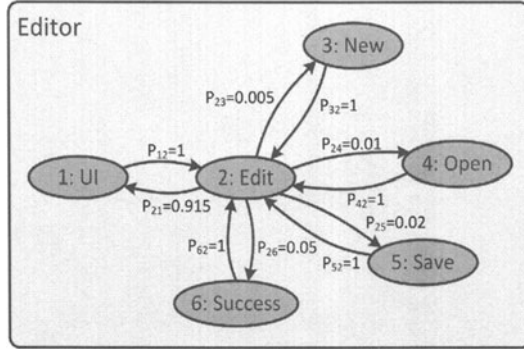 Editor
3: New
P23=0.005
P32=1
P12=1
P24=0.01
1: UI
2: Edit
4: Open
P21=0.915
P42=1
P25=0.02
P62=1
P26=0.05
P52=1
5: Save
6: Success